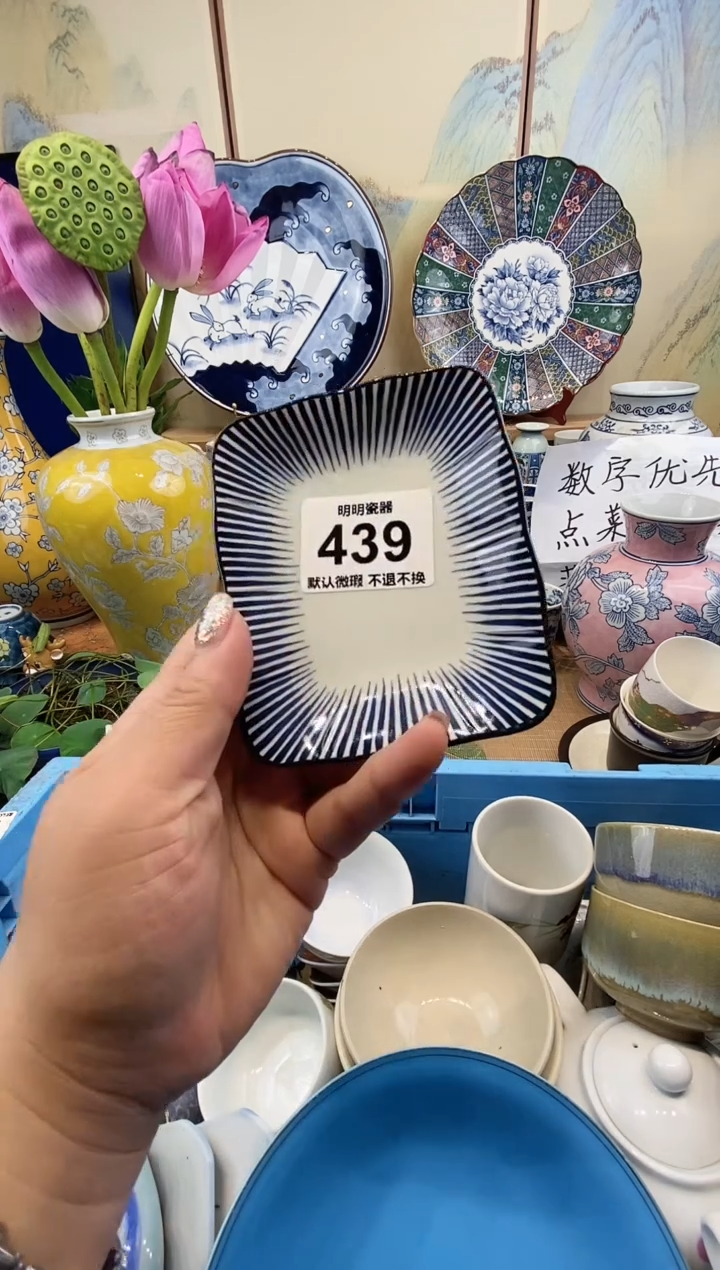 明明瓷器
439
默认微瑕 不退不换
数字优先
点菜